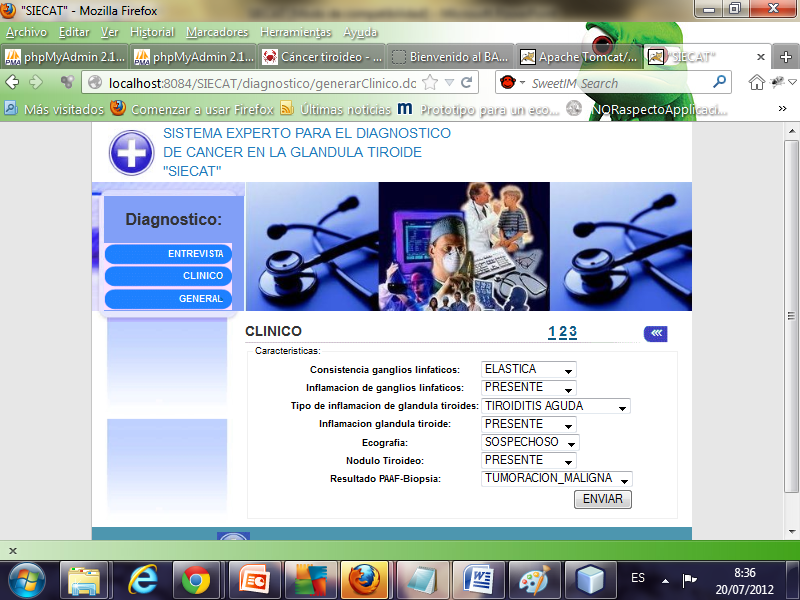 "SIECAT" - Mozilla Firefox
Archivo Editar Ver Historial Marcadores Herramientas Ayuda
phpMyAdmin 2.1... phpMyAdmin 2.1... Cáncer tiroideo - ... Bienvenido al BA... Apache Tomcat/... "SIECAT"
localhost:8084/SIECAT/diagnostico/generarClinico.dc SweetIM Search
Más visitados Comenzar a usar Firefox Últimas noticias Prototipo para un eco... NORaspectoApplicaci...
SISTEMA EXPERTO PARA EL DIAGNOSTICO
DE CANCER EN LA GLANDULA TIROIDE
"SIECAT"
Diagnostico:
ENTREVISTA
CLINICO
GENERAL
CLINICO 1 2 3
Caracteristicas:
Consistencia ganglios linfaticos: ELASTICA
Inflamacion de ganglios linfaticos: PRESENTE
Tipo de inflamacion de glandula tiroides: TIROIDITIS AGUDA
Inflamacion glandula tiroide: PRESENTE
Ecografia: SOSPECHOSO
Nodulo Tiroideo: PRESENTE
Resultado PAAF-Biopsia: TUMORACION_MALIGNA
ENVIAR
ES 8:36
20/07/2012